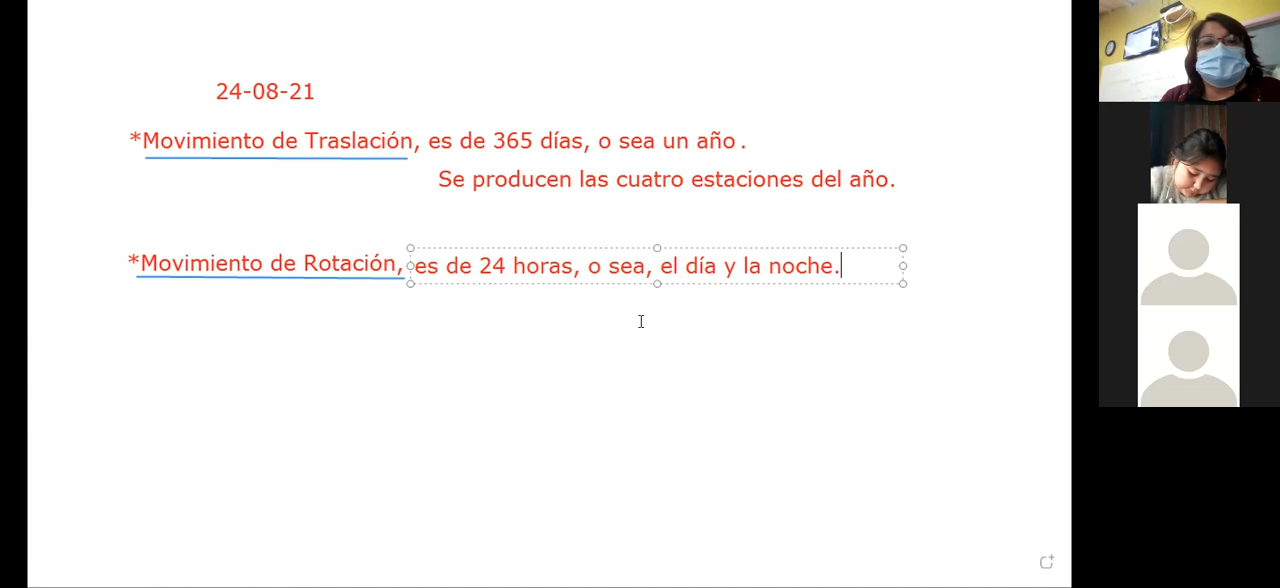 24-08-21
*Movimiento de Traslación, es de 365 días, o sea un año .
Se producen las cuatro estaciones del año.
*Movimiento de Rotación, es de 24 horas, o sea, el día y la noche.